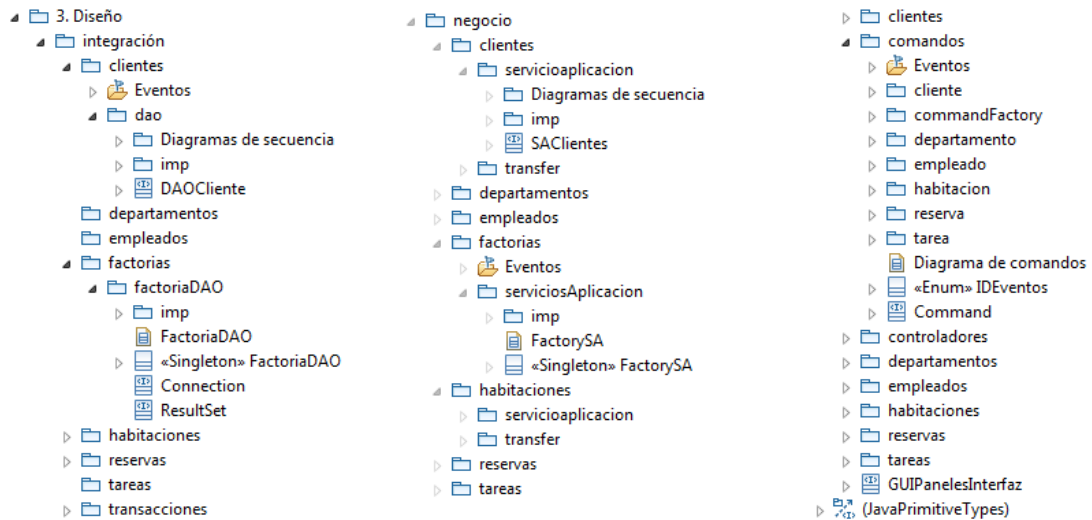 3. Diseño
integración
clientes
Eventos
dao
Diagramas de secuencia
imp
DAOCliente
departamentos
empleados
factorias
factoriaDAO
imp
FactoriaDAO
«Singleton» FactoriaDAO
Connection
ResultSet
habitaciones
reservas
tareas
transacciones
negocio
clientes
servicioaplicacion
Diagramas de secuencia
imp
SAClientes
transfer
departamentos
empleados
factorias
Eventos
serviciosAplicacion
imp
FactorySA
«Singleton» FactorySA
habitaciones
servicioaplicacion
transfer
reservas
tareas
clientes
comandos
Eventos
cliente
commandFactory
departamento
empleado
habitacion
reserva
tarea
Diagrama de comandos
«Enum» IDEventos
Command
controladores
departamentos
empleados
habitaciones
reservas
tareas
GUIPanelesInterfaz
(JavaPrimitiveTypes)